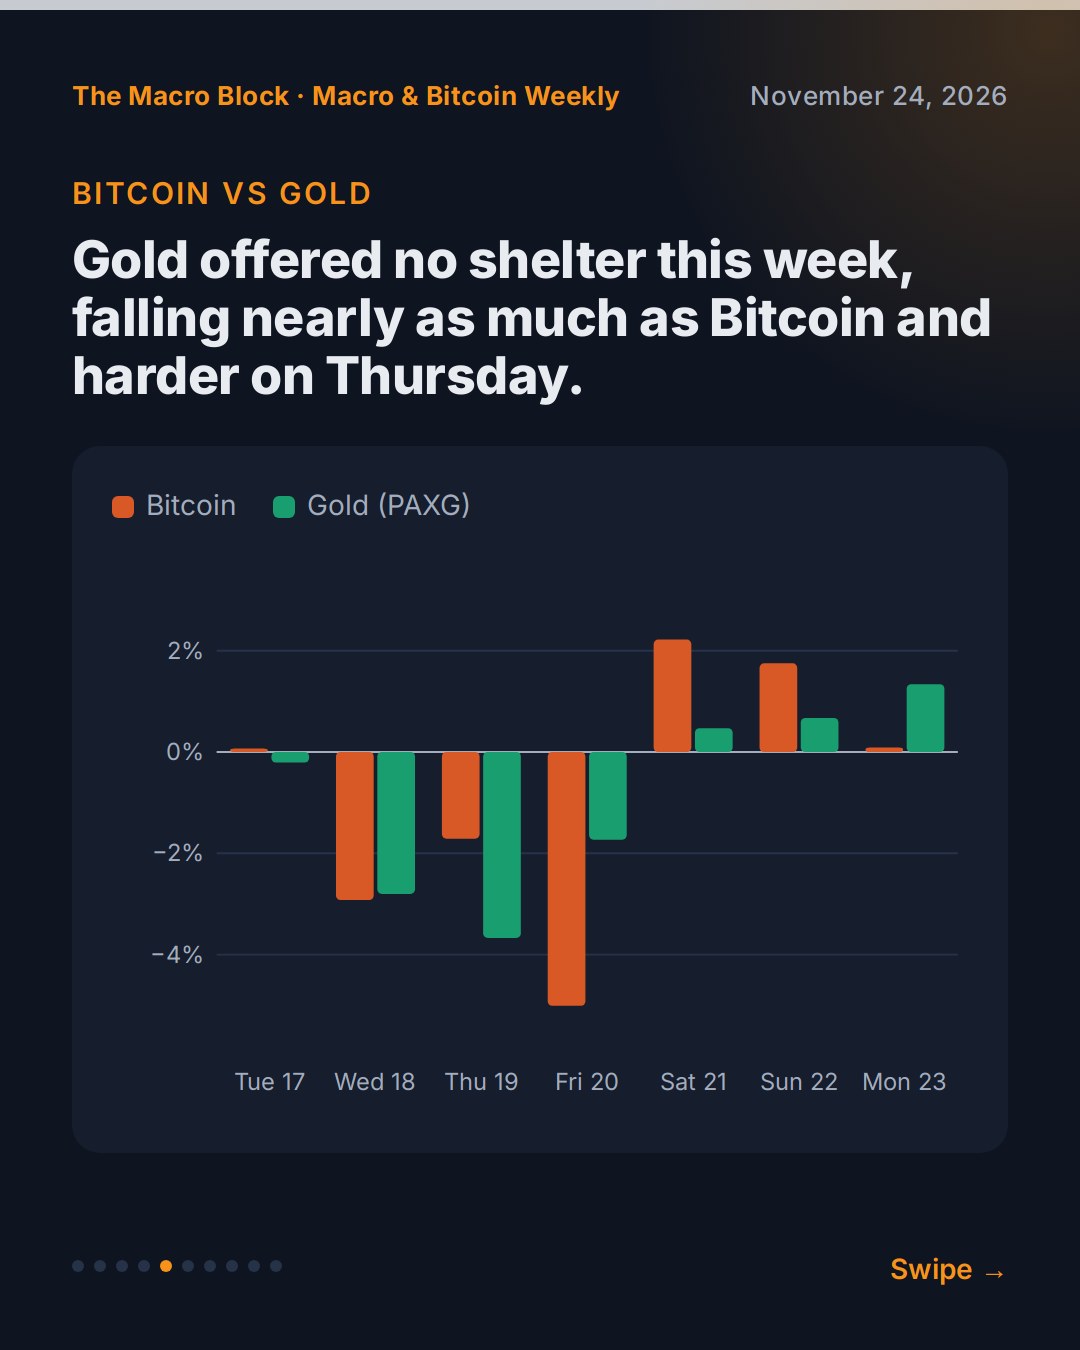 The Macro Block · Macro & Bitcoin Weekly
November 24, 2026
BITCOIN VS GOLD
Gold offered no shelter this week,
falling nearly as much as Bitcoin and
harder on Thursday.
Bitcoin
Gold (PAXG)
2%
0%
−2%
−4%
Tue 17
Wed 18
Thu 19
Fri 20
Sat 21
Sun 22
Mon 23
Swipe →